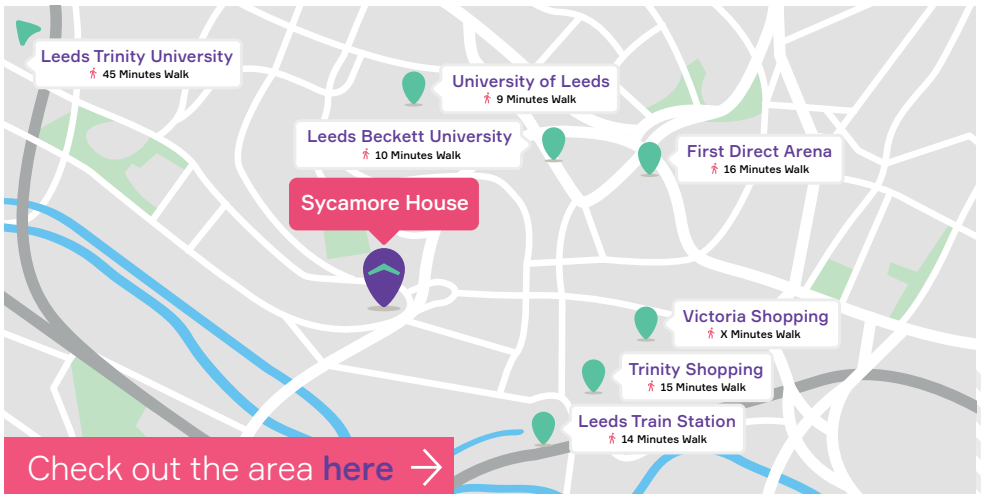 Leeds Trinity University
45 Minutes Walk
University of Leeds
9 Minutes Walk
Leeds Beckett University
10 Minutes Walk
First Direct Arena
16 Minutes Walk
Sycamore House
Victoria Shopping
X Minutes Walk
Trinity Shopping
15 Minutes Walk
Leeds Train Station
14 Minutes Walk
Check out the area here